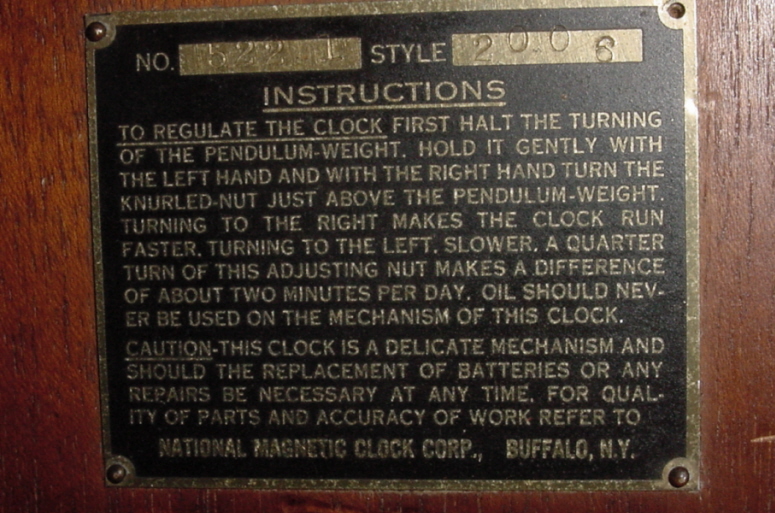 NO. 522 1 STYLE 2006
INSTRUCTIONS
TO REGULATE THE CLOCK FIRST HALT THE TURNING
OF THE PENDULUM-WEIGHT. HOLD IT GENTLY WITH
THE LEFT HAND AND WITH THE RIGHT HAND TURN THE
KNURLED-NUT JUST ABOVE THE PENDULUM-WEIGHT.
TURNING TO THE RIGHT MAKES THE CLOCK RUN
FASTER, TURNING TO THE LEFT, SLOWER. A QUARTER
TURN OF THIS ADJUSTING NUT MAKES A DIFFERENCE
OF ABOUT TWO MINUTES PER DAY. OIL SHOULD NEV-
ER BE USED ON THE MECHANISM OF THIS CLOCK.
CAUTION-THIS CLOCK IS A DELICATE MECHANISM AND
SHOULD THE REPLACEMENT OF BATTERIES OR ANY
REPAIRS BE NECESSARY AT ANY TIME, FOR QUAL-
ITY OF PARTS AND ACCURACY OF WORK REFER TO
NATIONAL MAGNETIC CLOCK CORP., BUFFALO, N.Y.